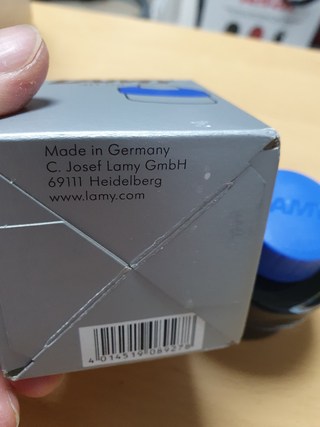 Made in Germany
C. Josef Lamy GmbH
69111 Heidelberg
www.lamy.com